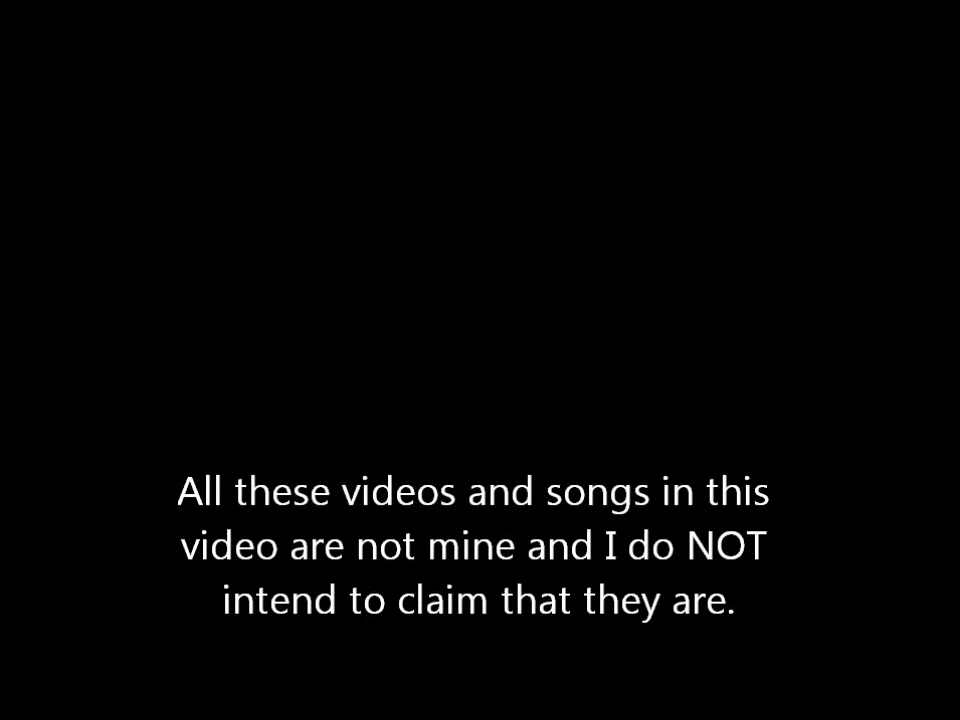 All these videos and songs in this
video are not mine and I do NOT
intend to claim that they are.